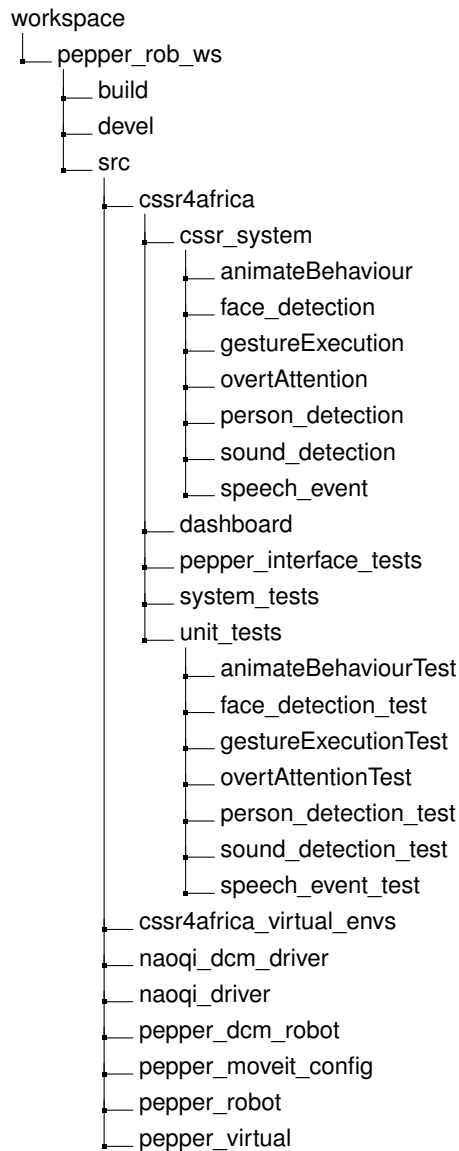 workspace
pepper_rob_ws
build
devel
src
cssr4africa
cssr_system
animateBehaviour
face_detection
gestureExecution
overtAttention
person_detection
sound_detection
speech_event
dashboard
pepper_interface_tests
system_tests
unit_tests
animateBehaviourTest
face_detection_test
gestureExecutionTest
overtAttentionTest
person_detection_test
sound_detection_test
speech_event_test
cssr4africa_virtual_envs
naoqi_dcm_driver
naoqi_driver
pepper_dcm_robot
pepper_moveit_config
pepper_robot
pepper_virtual